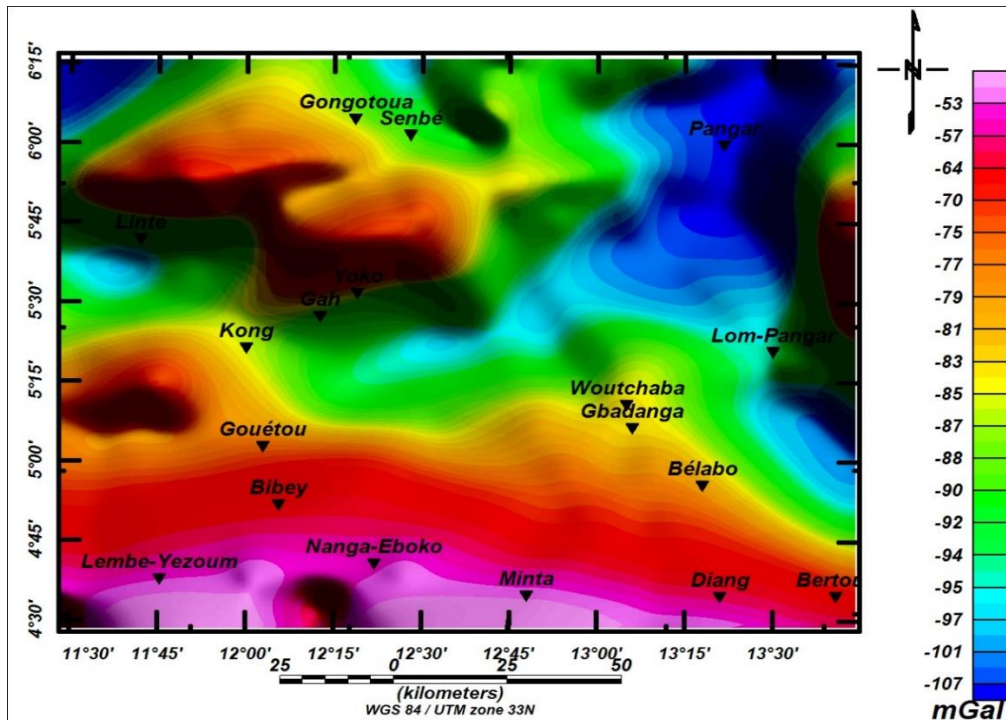 N
6°15'
6°00'
5°45'
5°30'
5°15'
5°00'
4°45'
4°30'
Gongotoua
Senbé
Pangar
Linté
Yoko
Gah
Kong
Lom-Pangar
Woutchaba
Gbadanga
Gouétou
Bélabo
Bibey
Nanga-Eboko
Lembe-Yezoum
Minta
Diang
Bertou
11°30' 11°45' 12°00' 12°15' 12°30' 12°45' 13°00' 13°15' 13°30'
25 0 25 50
(kilometers)
WGS 84 / UTM zone 33N
-53
-57
-64
-70
-75
-77
-79
-81
-83
-85
-87
-90
-92
-94
-95
-97
-101
-107
mGal